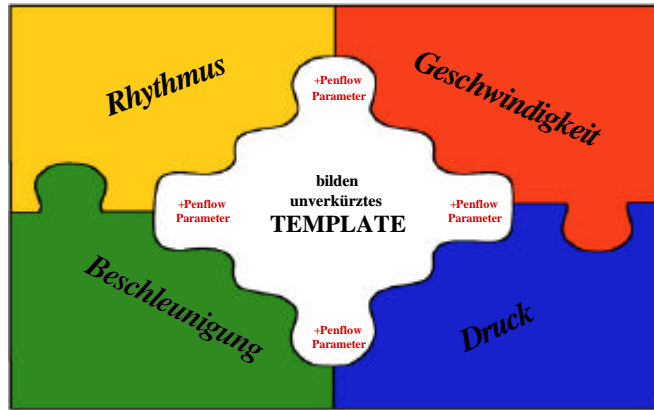 Rhythmus
Geschwindigkeit
+Penflow
Parameter
+Penflow
Parameter
bilden
unverkürztes
TEMPLATE
+Penflow
Parameter
Beschleunigung
Druck
+Penflow
Parameter